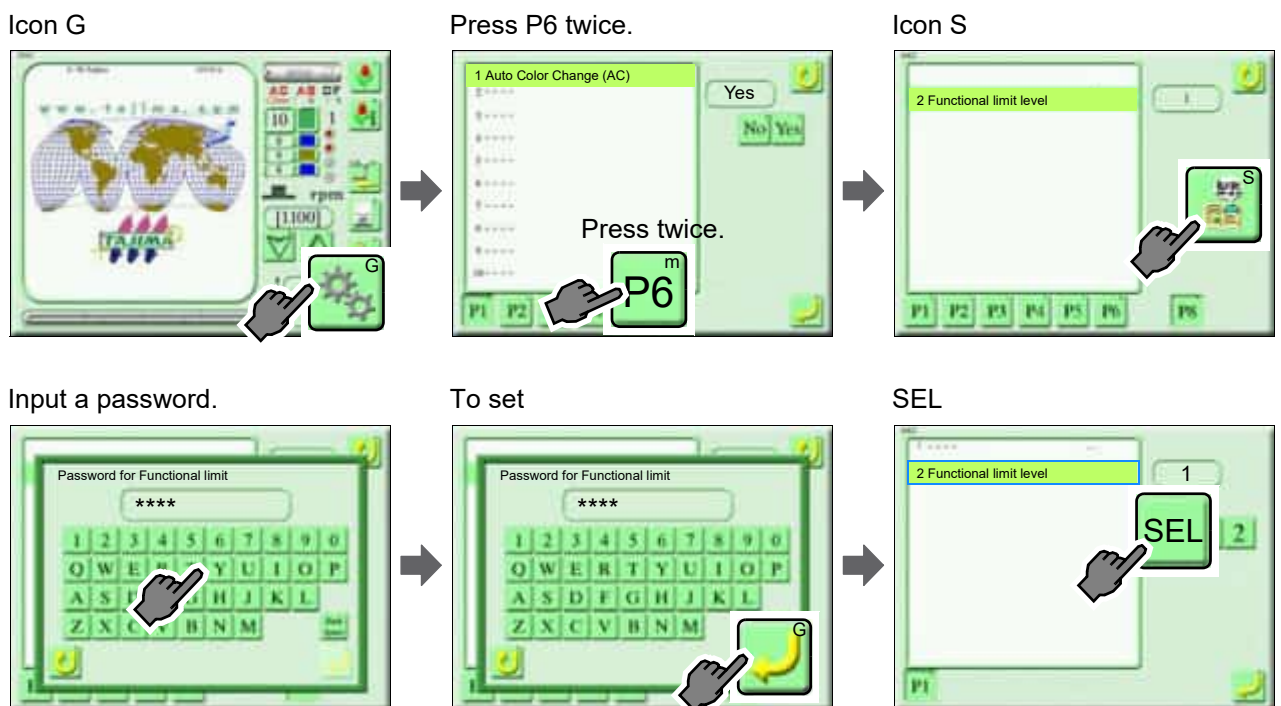 Icon G
Press P6 twice.
Icon S
www.tajima.com
AC AB DF
10 1
rpm
[1100]
TAJIMA
G
1 Auto Color Change (AC)
Yes
No Yes
Press twice.
m
P6
P1 P2
2 Functional limit level
1
S
P1 P2 P3 P4 P5 P6 P8
Input a password.
To set
SEL
Password for Functional limit
****
1 2 3 4 5 6 7 8 9 0
Q W E R Y U I O P
A S D H J K L
Z X C V B N M
Password for Functional limit
****
1 2 3 4 5 6 7 8 9 0
Q W E R T Y U I O P
A S D F G H J K L
Z X C V B N M
G
2 Functional limit level
1
SEL
2
P1